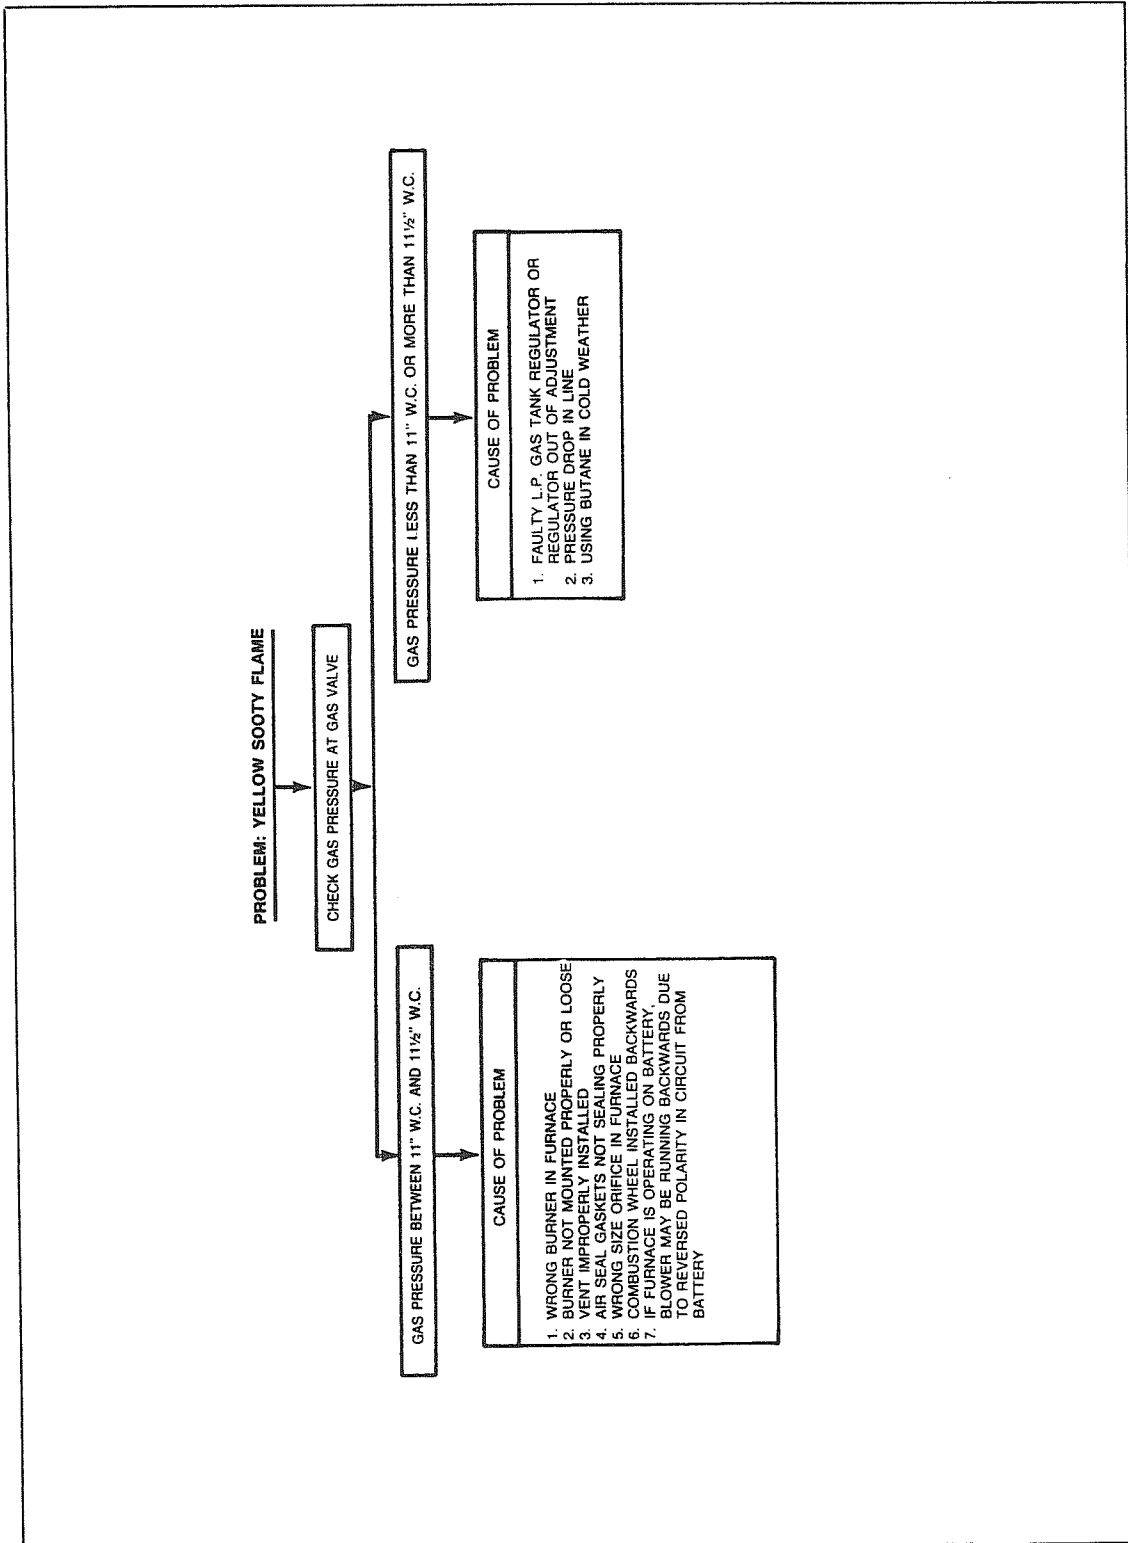 PROBLEM: YELLOW SOOTY FLAME
CHECK GAS PRESSURE AT GAS VALVE
GAS PRESSURE BETWEEN 11" W.C. AND 11½" W.C.
CAUSE OF PROBLEM
1. WRONG BURNER IN FURNACE
2. BURNER NOT MOUNTED PROPERLY OR LOOSE
3. VENT IMPROPERLY INSTALLED
4. AIR SEAL GASKETS NOT SEALING PROPERLY
5. WRONG SIZE ORIFICE IN FURNACE
6. COMBUSTION WHEEL INSTALLED BACKWARDS
7. IF FURNACE IS OPERATING ON BATTERY,
BLOWER MAY BE RUNNING BACKWARDS DUE
TO REVERSED POLARITY IN CIRCUIT FROM
BATTERY
GAS PRESSURE LESS THAN 11" W.C. OR MORE THAN 11½" W.C.
CAUSE OF PROBLEM
1. FAULTY L.P. GAS TANK REGULATOR OR
REGULATOR OUT OF ADJUSTMENT
2. PRESSURE DROP IN LINE
3. USING BUTANE IN COLD WEATHER